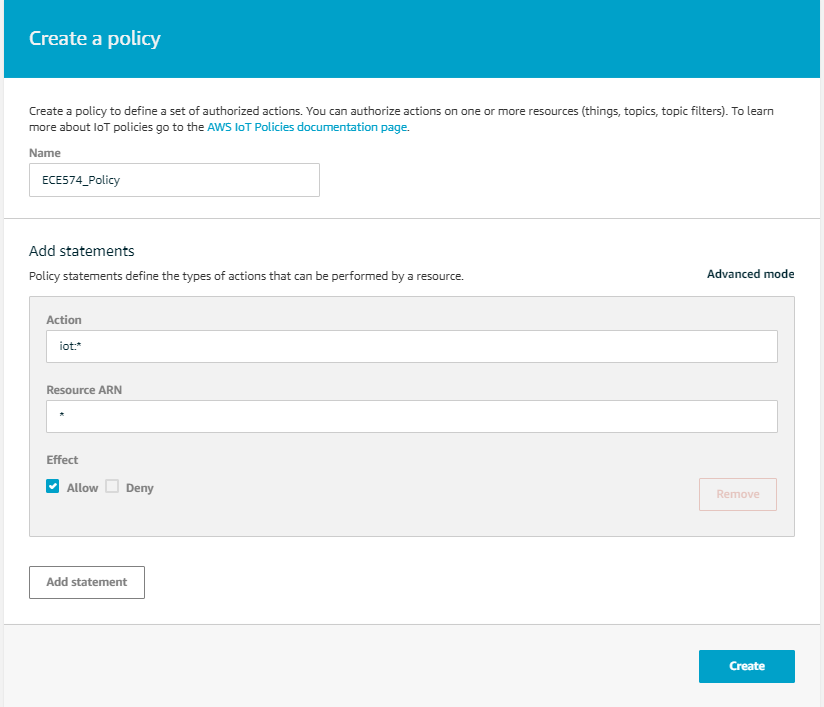 Create a policy
Create a policy to define a set of authorized actions. You can authorize actions on one or more resources (things, topics, topic filters). To learn
more about IoT policies go to the AWS IoT Policies documentation page.
Name
ECE574_Policy
Add statements
Policy statements define the types of actions that can be performed by a resource.
Advanced mode
Action
iot:*
Resource ARN
*
Effect
Allow Deny
Remove
Add statement
Create